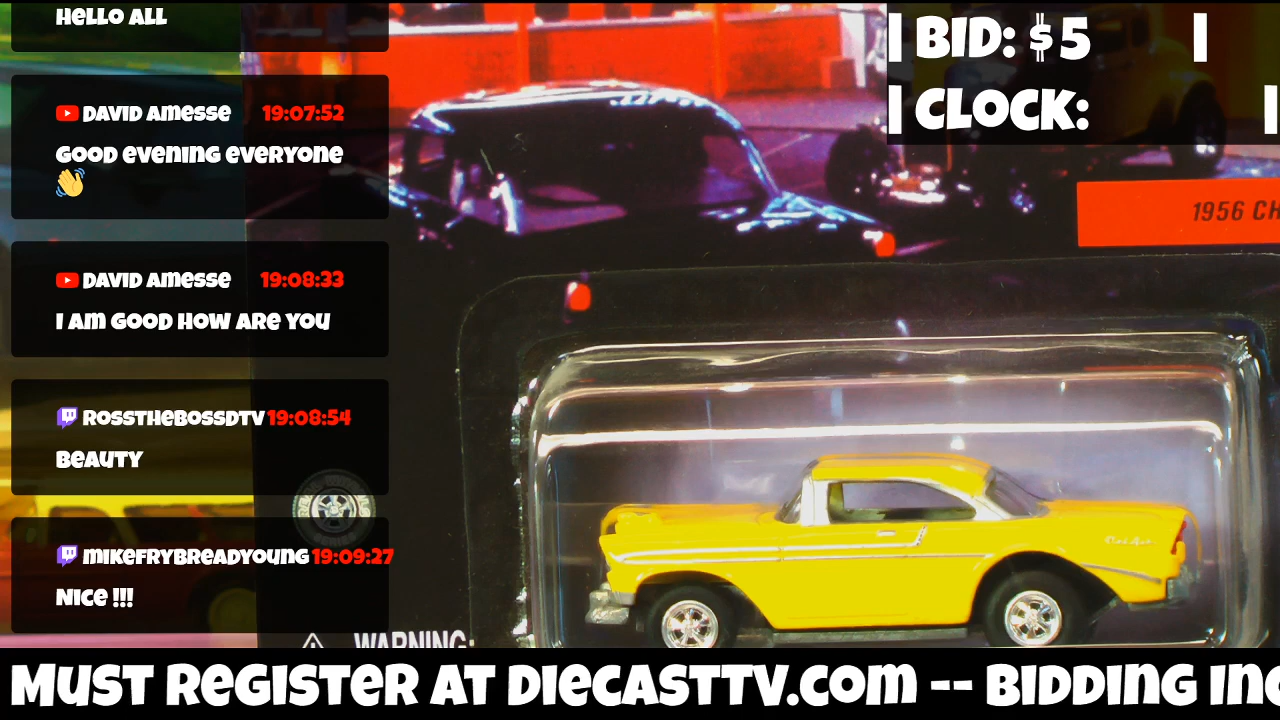 HELLO ALL
DAVID AMESSE 19:07:52
GOOD EVENING EVERYONE
👋
DAVID AMESSE 19:08:33
I AM GOOD HOW ARE YOU
ROSSTHEBOSSDTV 19:08:54
BEAUTY
MIKEFRYBREADYOUNG 19:09:27
NICE !!!
| BID: $5 |
| CLOCK: |
1956 CH
Bel Air
WARNING:
MUST REGISTER AT DIECASTTV.COM -- BIDDING INC